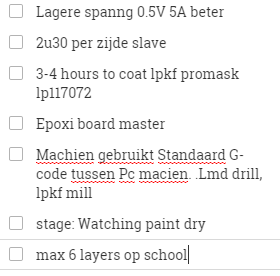 Lagere spanng 0.5V 5A beter
2u30 per zijde slave
3-4 hours to coat lpkf promask
lp117072
Epoxi board master
Machien gebruikt Standaard G-
code tussen Pc macien. .Lmd drill,
lpkf mill
stage: Watching paint dry
max 6 layers op school